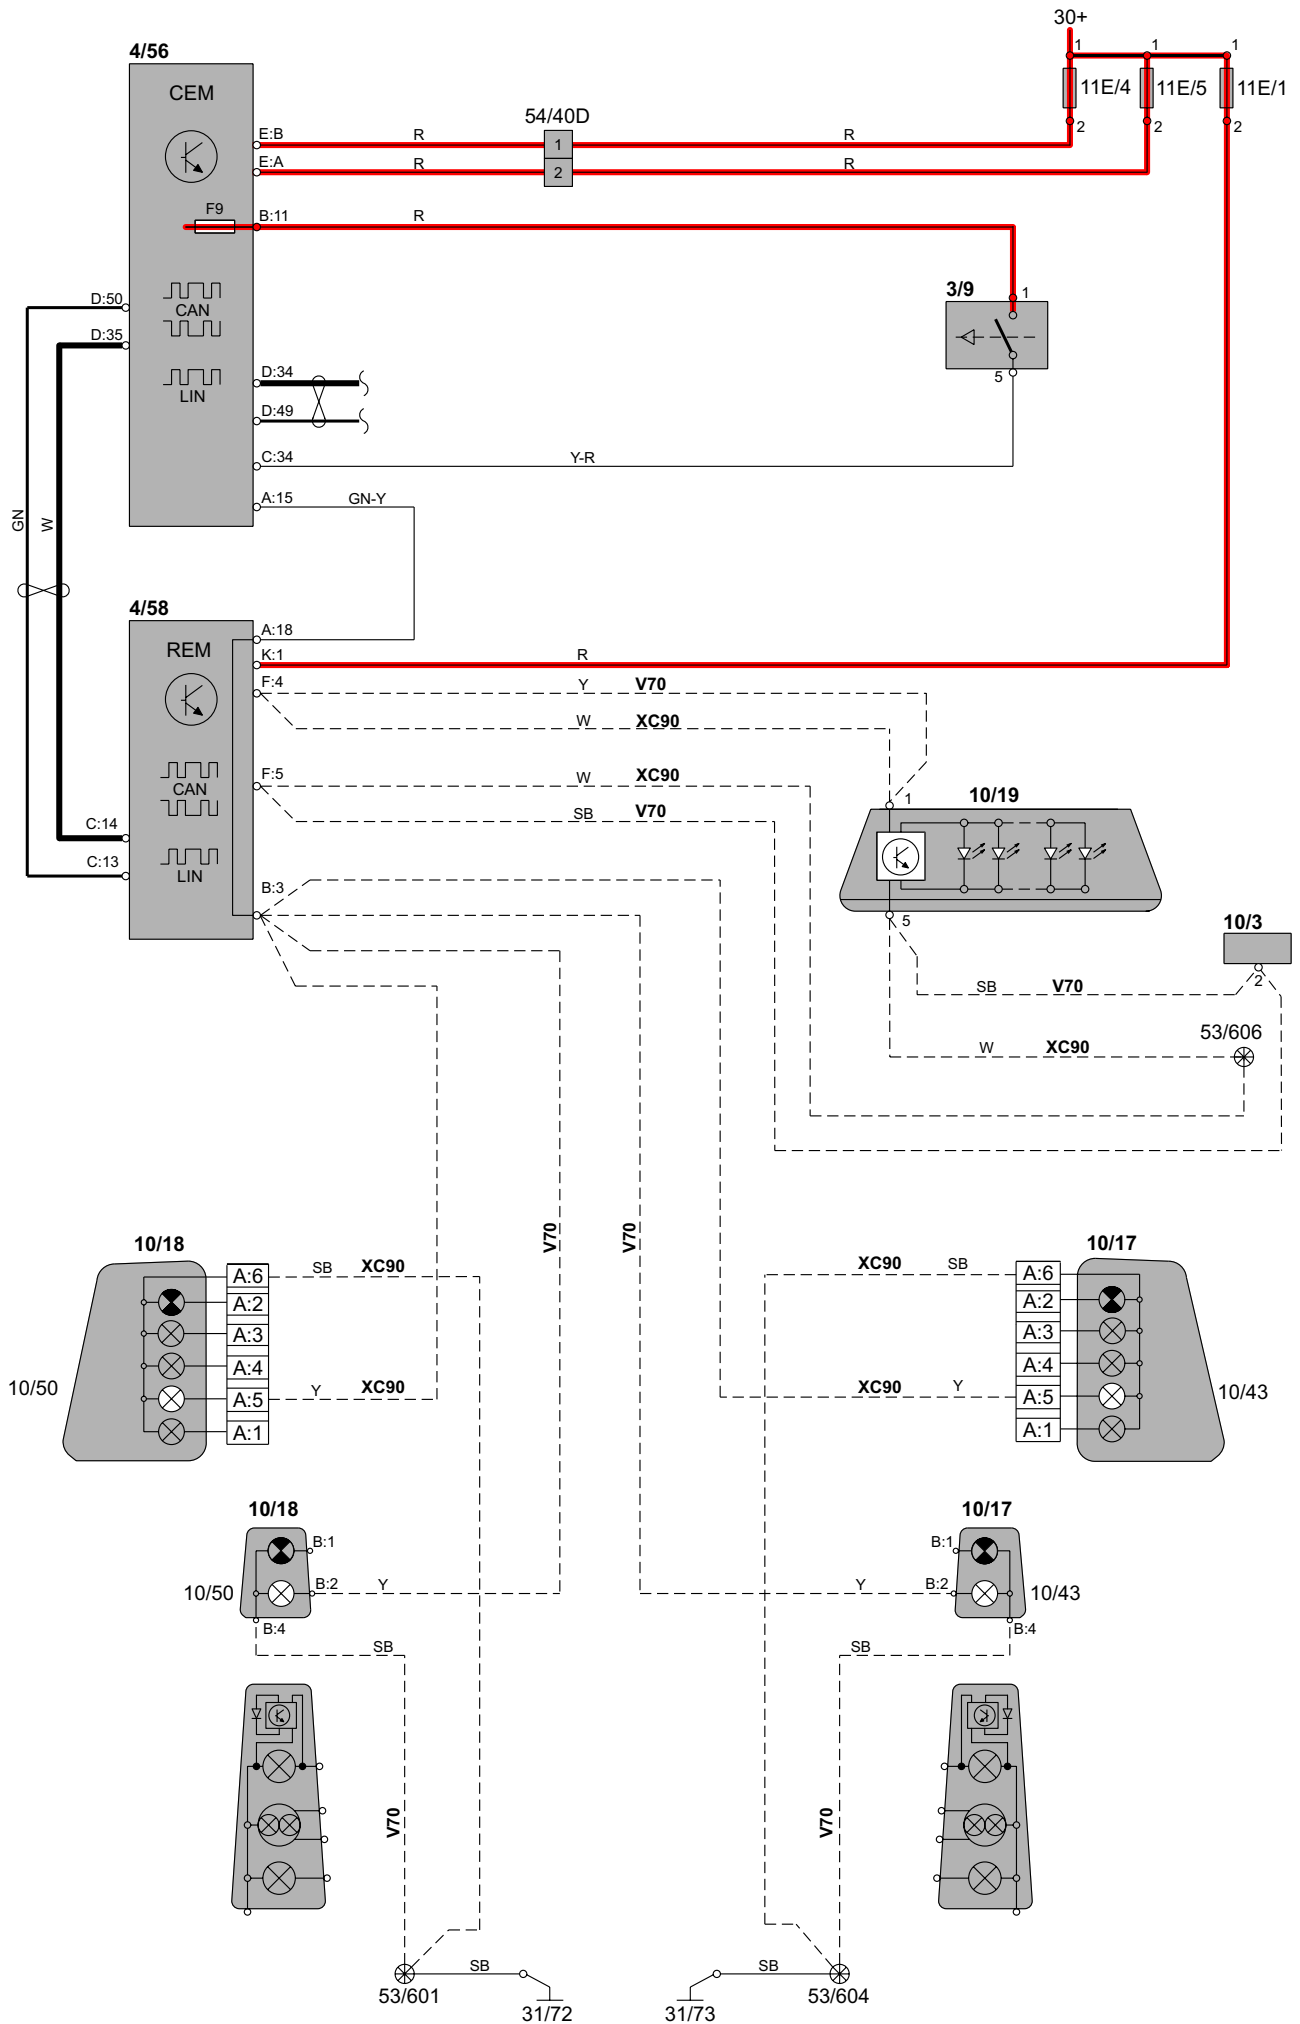 30+
4/56
1 1 1
CEM
11E/4 11E/5 11E/1
54/40D
2 2 2
E:B R 1 R
E:A R 2 R
F9 B:11 R
D:50
CAN
3/9 1
D:35
D:34
LIN
5
D:49
C:34 Y-R
A:15 GN-Y
GN W
4/58
A:18
REM
K:1 R
F:4 Y V70
W XC90
F:5 W XC90
CAN
1 10/19
SB V70
C:14
C:13
LIN
B:3
5
10/3
SB V70 2
53/606
W XC90
V70 V70
10/18 10/17
A:6 SB XC90 XC90 SB A:6
A:2 A:2
A:3 A:3
A:4 A:4
10/50 A:5 Y XC90 XC90 Y A:5 10/43
A:1 A:1
10/18 10/17
B:1 B:1
10/50 B:2 Y Y B:2 10/43
B:4 B:4
SB SB
V70 V70
SB SB
53/601 31/72 31/73 53/604